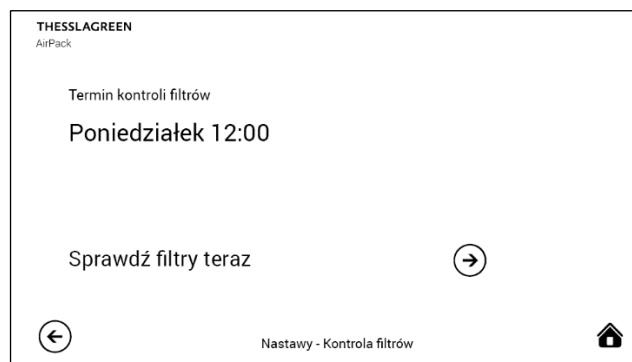 THESSLAGREEN
AirPack
Termin kontroli filtrów
Poniedziałek 12:00
Sprawdź filtry teraz
Nastawy - Kontrola filtrów